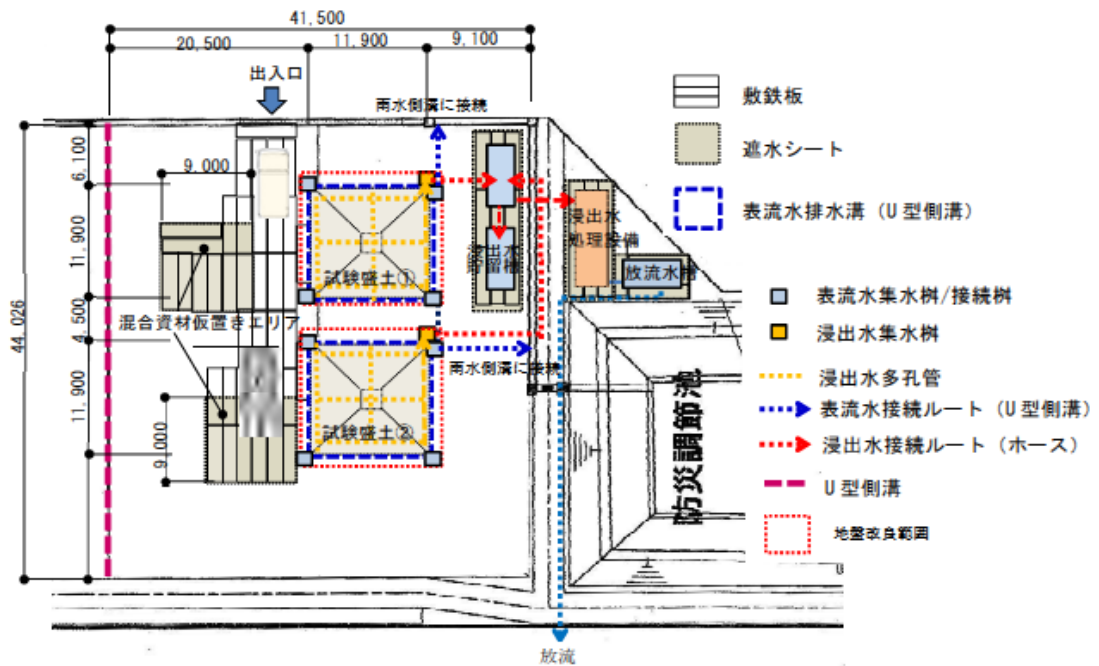 41,500
20,500
11,900
9,100
出入口
雨水側溝に接続
6,100
9,000
11,900
44,026
4,500
11,900
9,000
試験盛土①
混合資材仮置きエリア
試験盛土②
雨水側溝に接続
浸出水
貯留槽
浸出水
処理設備
放流水槽
防災調節池
放流
敷鉄板
遮水シート
表流水排水溝（U型側溝）
表流水集水桝/接続桝
浸出水集水桝
浸出水多孔管
表流水接続ルート（U型側溝）
浸出水接続ルート（ホース）
U型側溝
地盤改良範囲